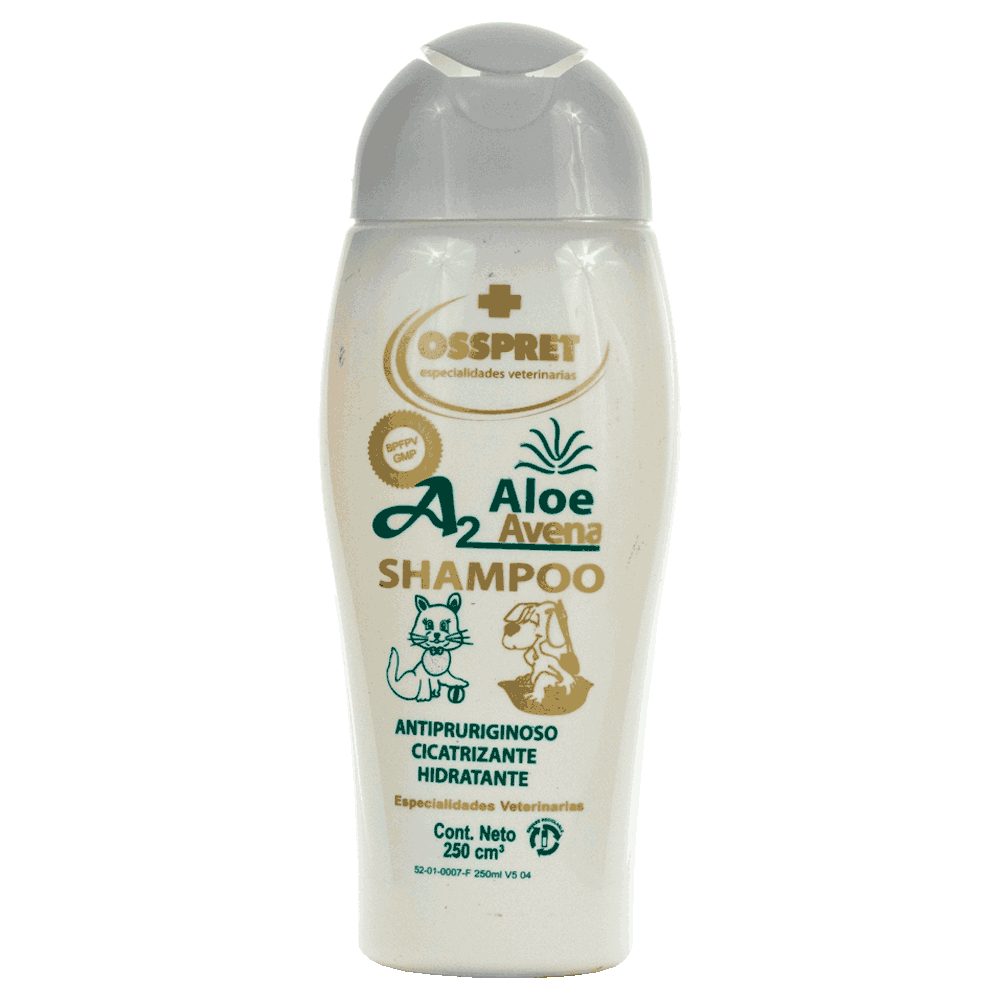 OSSPRET
especialidades veterinarias
BPFPV
GMP
A2 Aloe
Avena
SHAMPOO
ANTIPRURIGINOSO
CICATRIZANTE
HIDRATANTE
Especialidades Veterinarias
Cont. Neto
250 cm³
52-01-0007-F 250ml V5 04